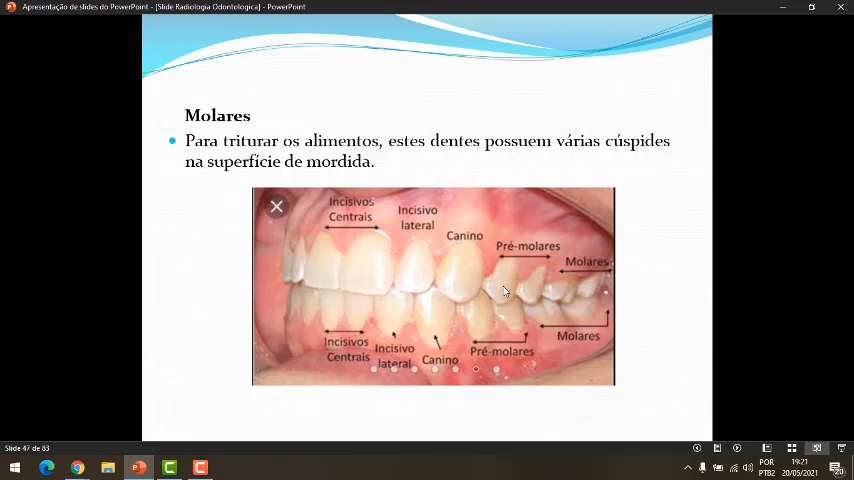 Apresentação de slides do PowerPoint - [Slide Radiologia Odontologica] - PowerPoint
Molares
Para triturar os alimentos, estes dentes possuem várias cúspides
na superfície de mordida.
Incisivos
Centrais
Incisivo
lateral
Canino
Pré-molares
Molares
Incisivos
Centrais
Incisivo
lateral
Canino
Pré-molares
Molares
Slide 47 de 83
POR
PTB2
19:21
20/05/2021
20